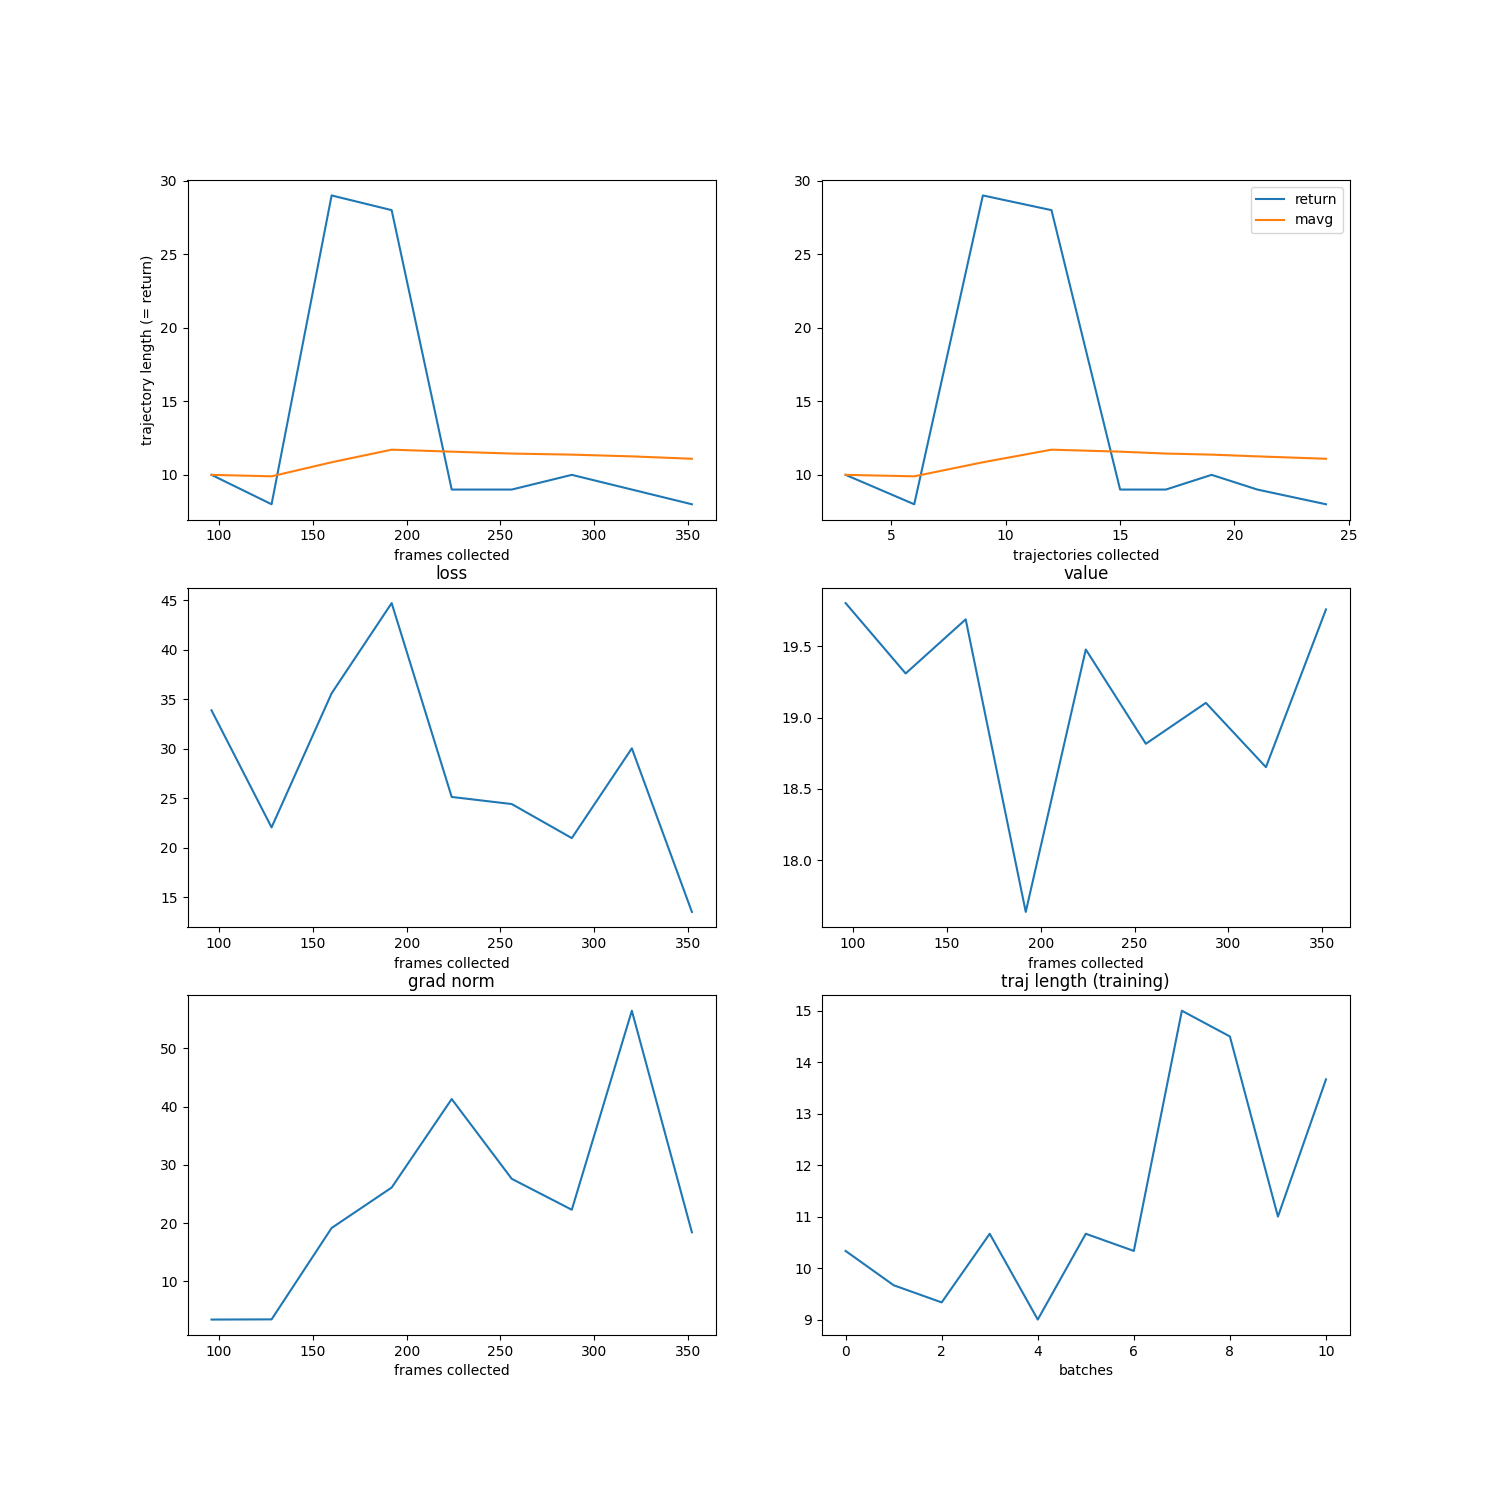 30
25
20
15
10
trajectory length (= return)
100 150 200 250 300 350
frames collected
30
25
20
15
10
return
mavg
5 10 15 20 25
trajectories collected
loss
45
40
35
30
25
20
15
100 150 200 250 300 350
frames collected
value
19.5
19.0
18.5
18.0
100 150 200 250 300 350
frames collected
grad norm
50
40
30
20
10
100 150 200 250 300 350
frames collected
traj length (training)
15
14
13
12
11
10
9
0 2 4 6 8 10
batches